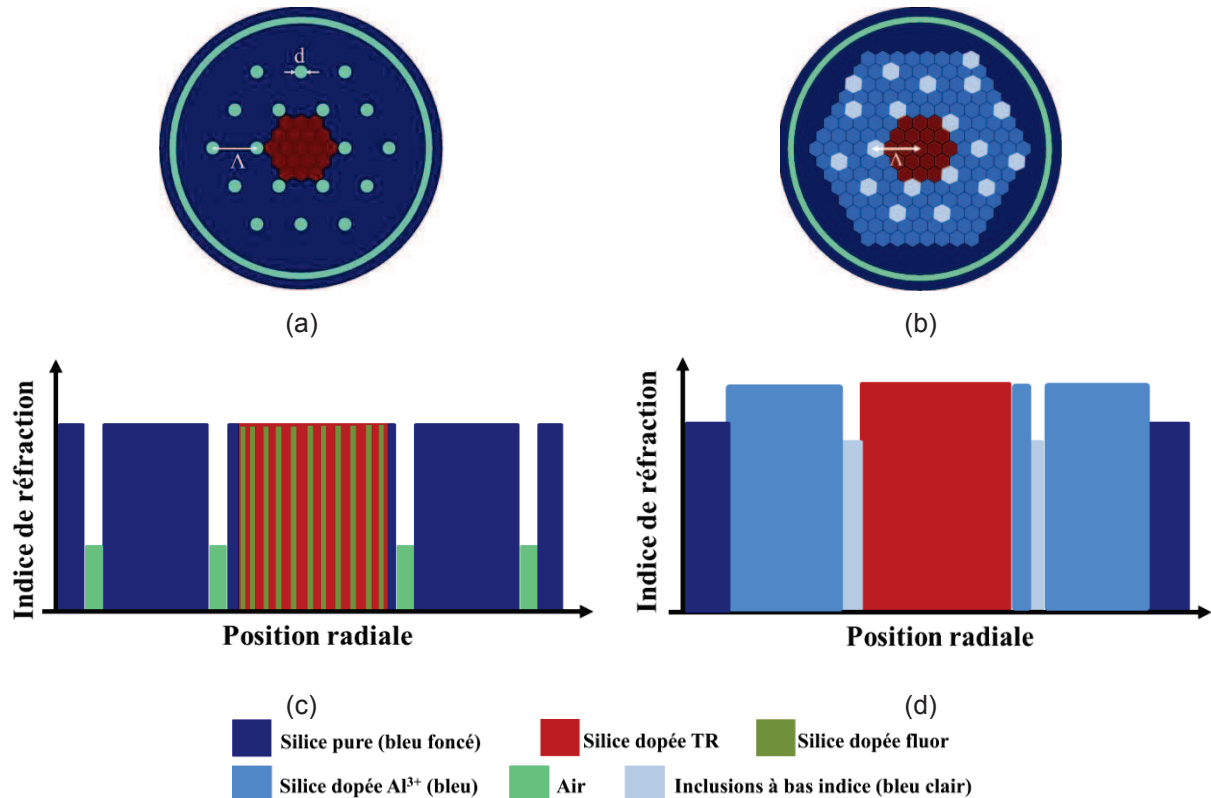 d
Λ
Λ
(a)
(b)
Indice de réfraction
Position radiale
Indice de réfraction
Position radiale
(c)
(d)
Silice pure (bleu foncé)
Silice dopée TR
Silice dopée fluor
Silice dopée Al³⁺ (bleu)
Air
Inclusions à bas indice (bleu clair)